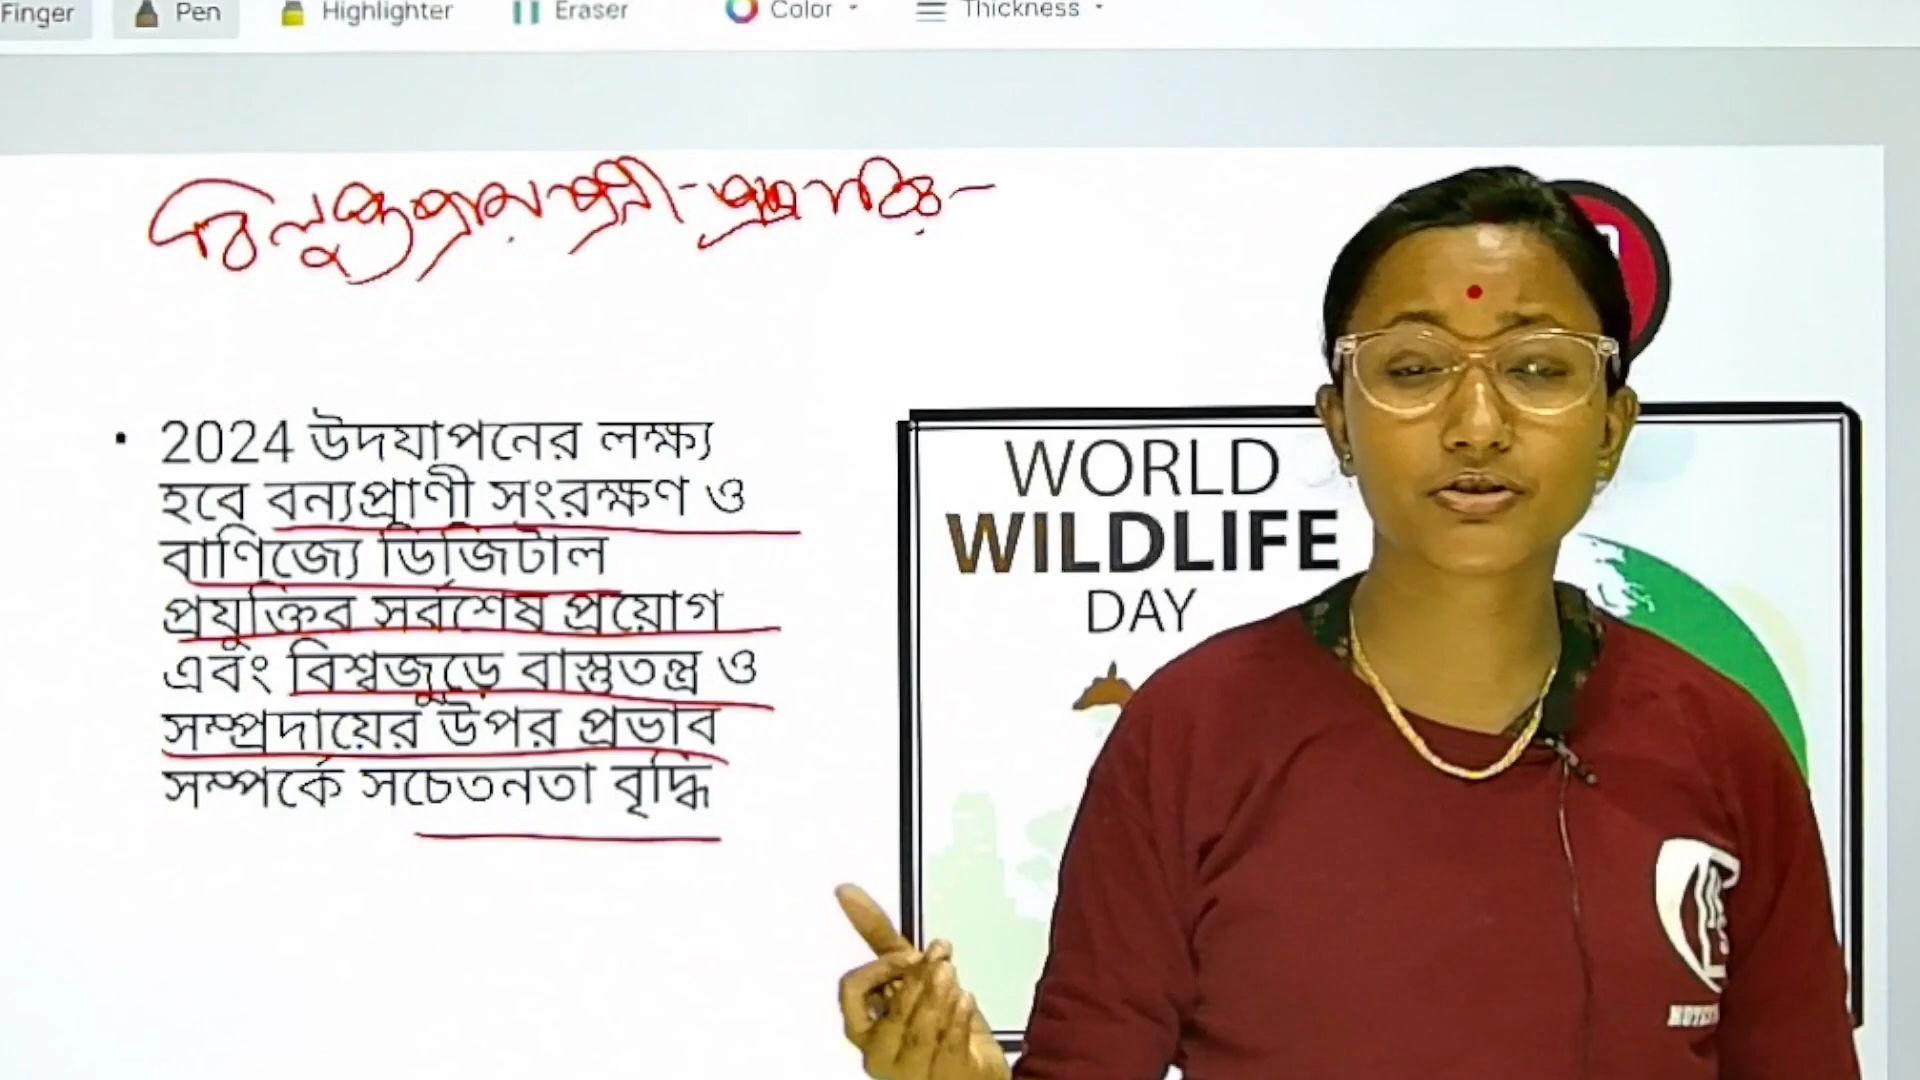 Finger Pen Highlighter Eraser Color Thickness
বিলুপ্তপ্রায় প্রাণী
• 2024 উদযাপনের লক্ষ্য
হবে বন্যপ্রাণী সংরক্ষণ ও
বাণিজ্যে ডিজিটাল
প্রযুক্তির সর্বশেষ প্রয়োগ
এবং বিশ্বজুড়ে বাস্তুতন্ত্র ও
সম্প্রদায়ের উপর প্রভাব
সম্পর্কে সচেতনতা বৃদ্ধি
WORLD
WILDLIFE
DAY